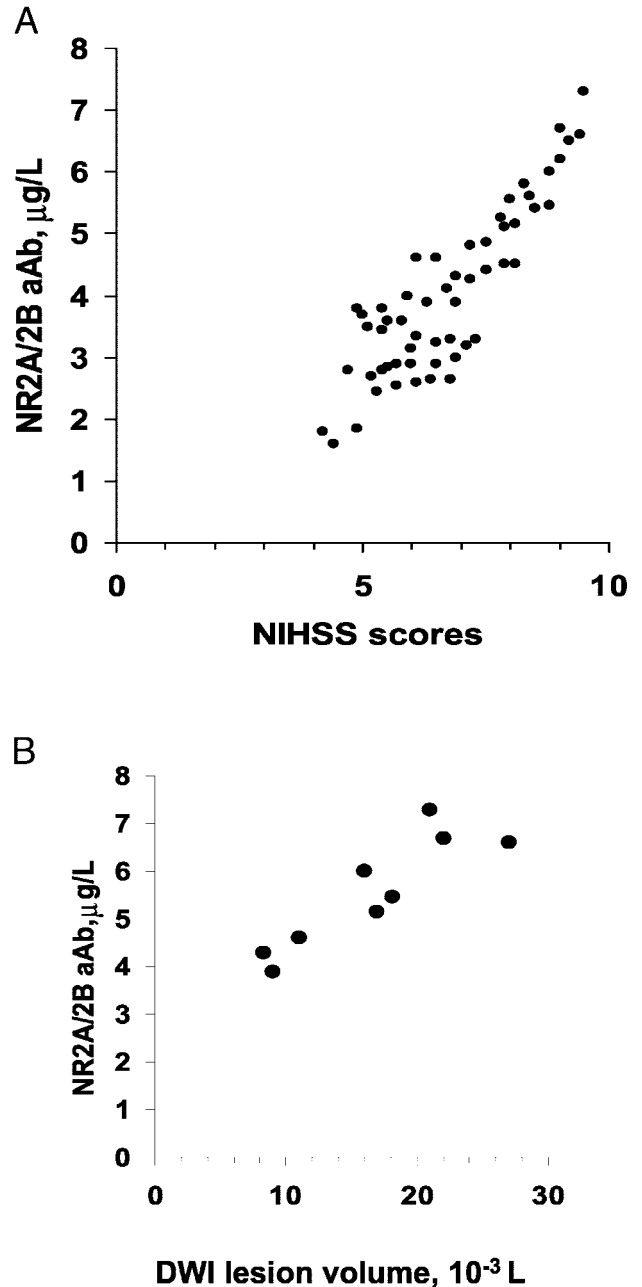 A
NR2A/2B aAb, μg/L
8
7
6
5
4
3
2
1
0
0 5 10
NIHSS scores
B
NR2A/2B aAb,μg/L
8
7
6
5
4
3
2
1
0
0 10 20 30
DWI lesion volume, 10⁻³ L